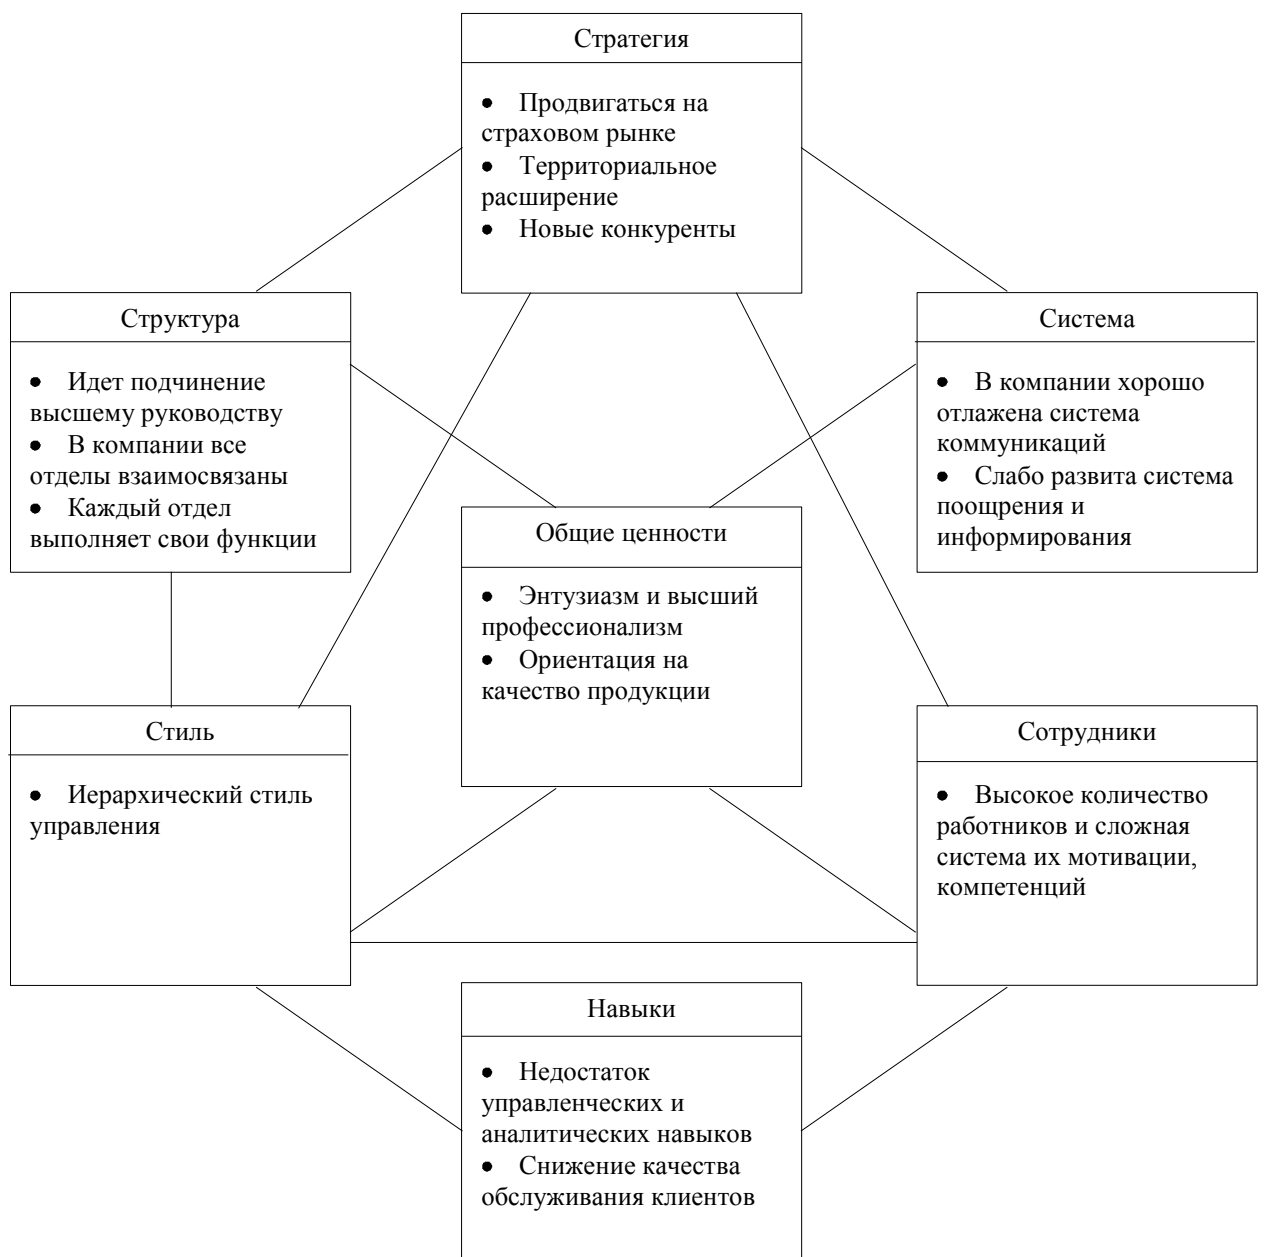 Стратегия
• Продвигаться на
страховом рынке
• Территориальное
расширение
• Новые конкуренты
Структура
• Идет подчинение
высшему руководству
• В компании все
отделы взаимосвязаны
• Каждый отдел
выполняет свои функции
Система
• В компании хорошо
отлажена система
коммуникаций
• Слабо развита система
поощрения и
информирования
Общие ценности
• Энтузиазм и высший
профессионализм
• Ориентация на
качество продукции
Стиль
• Иерархический стиль
управления
Сотрудники
• Высокое количество
работников и сложная
система их мотивации,
компетенций
Навыки
• Недостаток
управленческих и
аналитических навыков
• Снижение качества
обслуживания клиентов